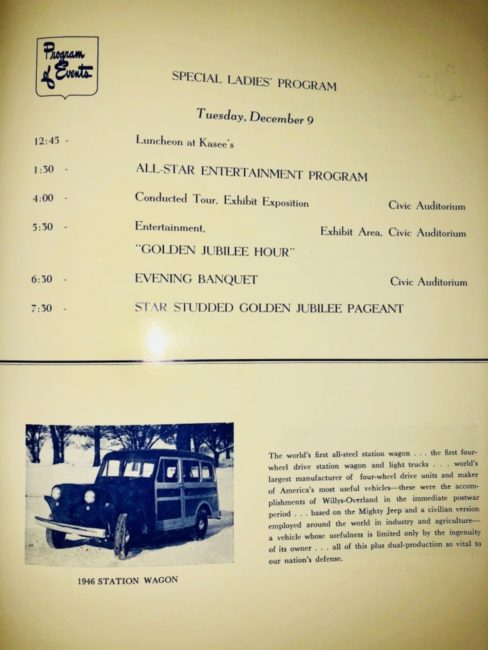 Program
of Events
SPECIAL LADIES' PROGRAM
Tuesday, December 9
12:45 - Luncheon at Kasee's
1:30 - ALL-STAR ENTERTAINMENT PROGRAM
4:00 - Conducted Tour, Exhibit Exposition Civic Auditorium
5:30 - Entertainment, Exhibit Area, Civic Auditorium
"GOLDEN JUBILEE HOUR"
6:30 - EVENING BANQUET Civic Auditorium
7:30 - STAR STUDDED GOLDEN JUBILEE PAGEANT
The world's first all-steel station wagon . . . the first four-
wheel drive station wagon and light trucks . . . world's
largest manufacturer of four-wheel drive units and maker
of America's most useful vehicles—these were the accom-
plishments of Willys-Overland in the immediate postwar
period . . . based on the Mighty Jeep and a civilian version
employed around the world in industry and agriculture—
a vehicle whose usefulness is limited only by the ingenuity
of its owner . . . all of this plus dual-production so vital to
our nation's defense.
1946 STATION WAGON